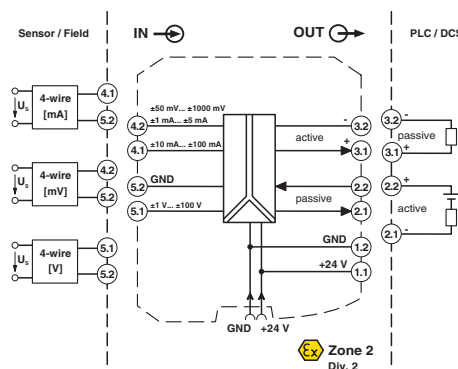 Sensor / Field
IN
OUT
PLC / DCS
U_s
4-wire
[mA]
4.1
5.2
U_s
4-wire
[mV]
4.2
5.2
U_s
4-wire
[V]
5.1
5.2
±50 mV... ±1000 mV
4.2
±1 mA... ±5 mA
4.1
±10 mA... ±100 mA
5.2
GND
5.1
±1 V... ±100 V
-
3.2
active
+
3.1
2.2
passive
2.1
GND
1.2
+24 V
1.1
GND
+24 V
3.2
-
passive
3.1
+
2.2
+
active
2.1
-
Ex
Zone 2
Div. 2